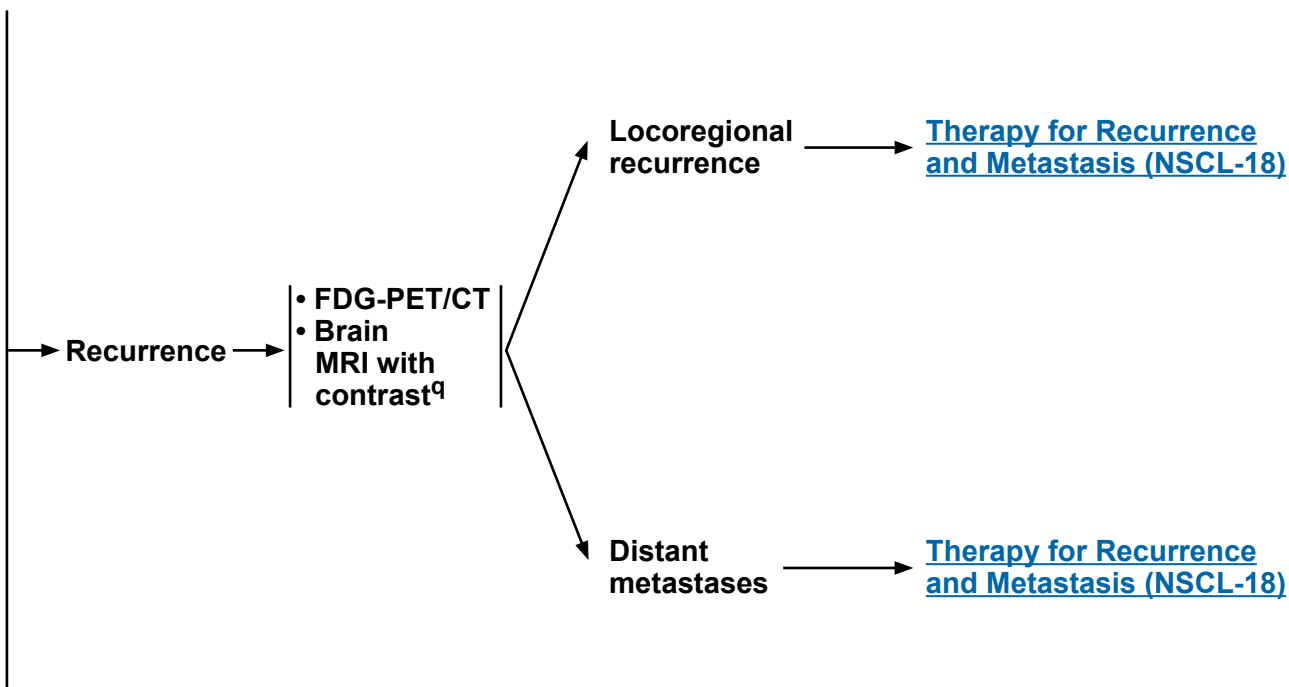 Recurrence
• FDG-PET/CT
• Brain
MRI with
contrastq
Locoregional
recurrence
Therapy for Recurrence
and Metastasis (NSCL-18)
Distant
metastases
Therapy for Recurrence
and Metastasis (NSCL-18)